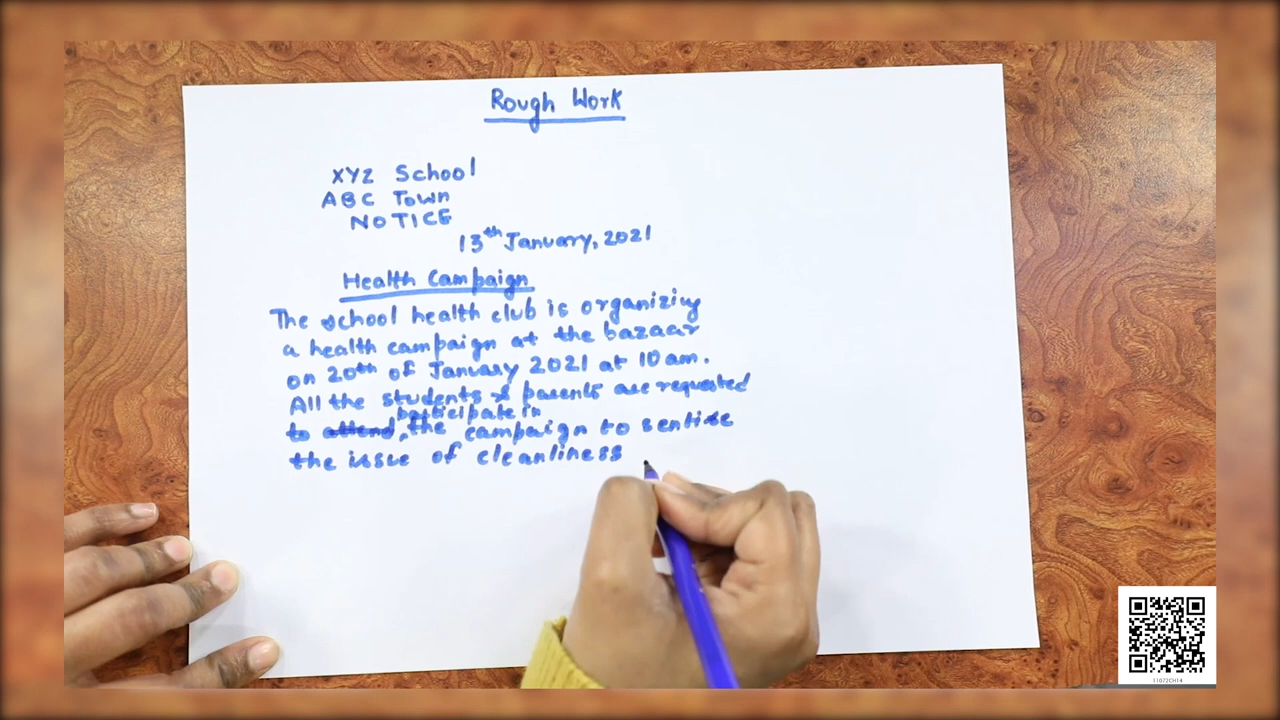 Rough Work
XYZ School
ABC Town
NOTICE
13th January, 2021
Health Campaign
The school health club is organizing
a health campaign at the bazaar
on 20th of January 2021 at 10 am.
All the students & parents are requested
participate in
to attend, the campaign to sentise
the issue of cleanliness
11072CH14